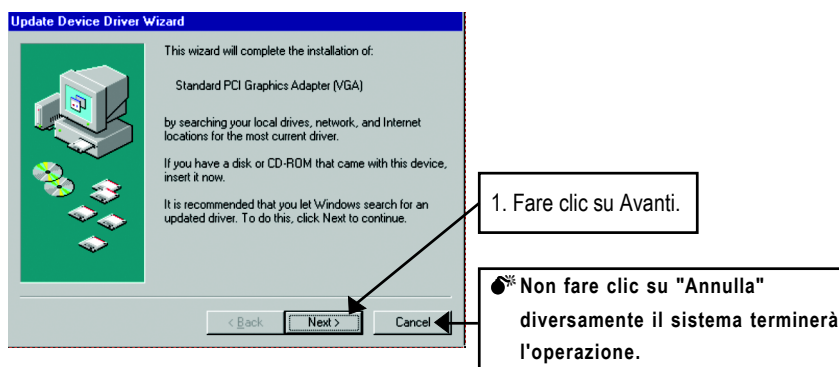 Update Device Driver Wizard
This wizard will complete the installation of:
Standard PCI Graphics Adapter (VGA)
by searching your local drives, network, and Internet
locations for the most current driver.
If you have a disk or CD-ROM that came with this device,
insert it now.
It is recommended that you let Windows search for an
updated driver. To do this, click Next to continue.
< Back
Next >
Cancel
1. Fare clic su Avanti.
Non fare clic su "Annulla"
diversamente il sistema terminerà
l'operazione.